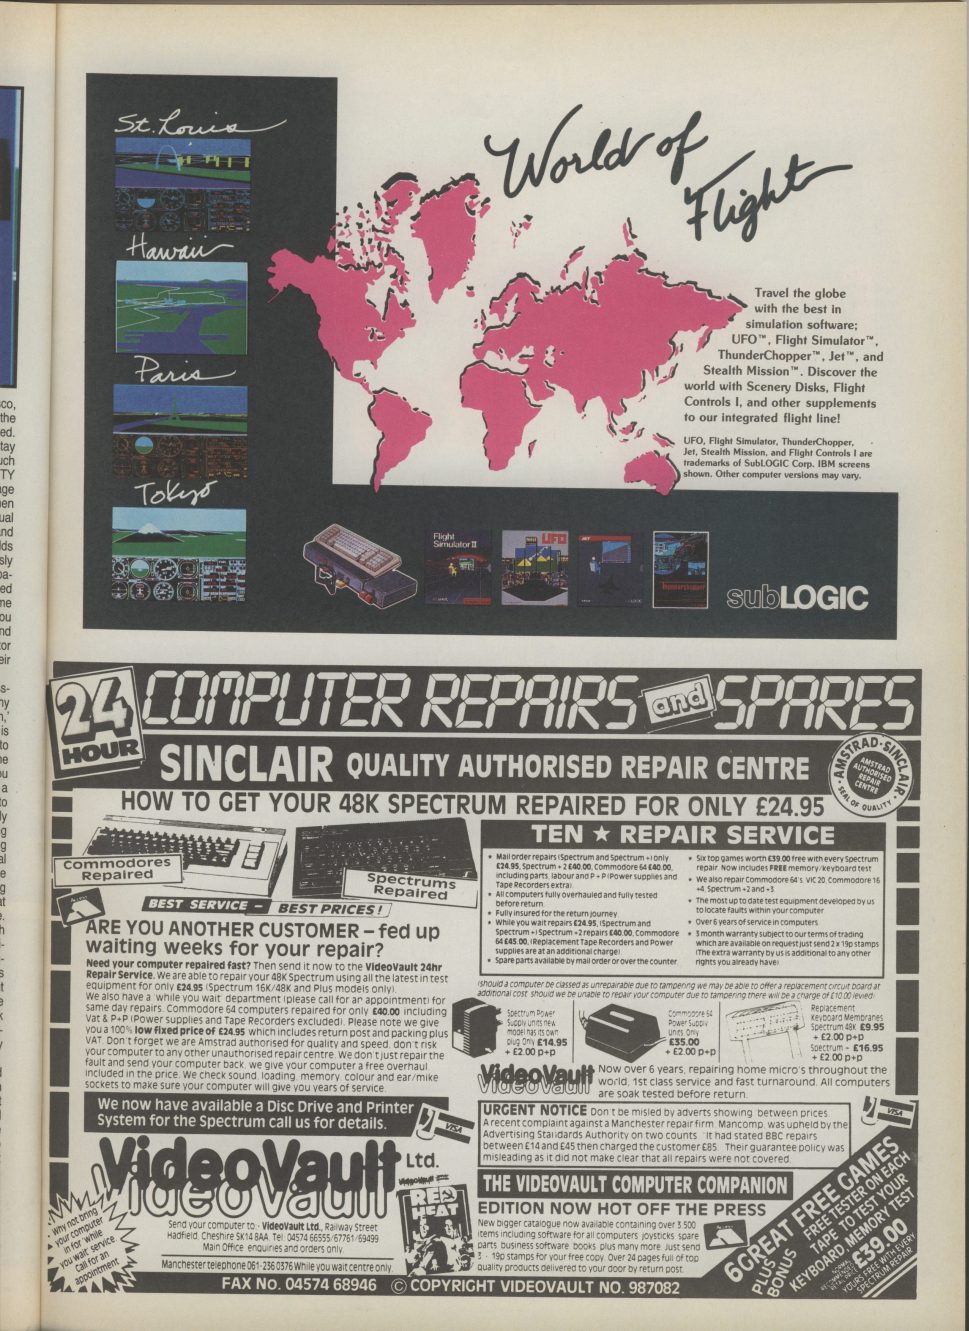 St. Louis
Hawaii
Paris
Tokyo
World of
Flight
Travel the globe
with the best in
simulation software;
UFO™, Flight Simulator™,
ThunderChopper™, Jet™, and
Stealth Mission™. Discover the
world with Scenery Disks, Flight
Controls I, and other supplements
to our integrated flight line!
UFO, Flight Simulator, ThunderChopper,
Jet, Stealth Mission, and Flight Controls I are
trademarks of SubLOGIC Corp. IBM screens
shown. Other computer versions may vary.
Flight
Simulator II
UFO
JET
subLOGIC
24
HOUR
COMPUTER REPAIRS and SPARES
SINCLAIR QUALITY AUTHORISED REPAIR CENTRE
AMSTRAD · SINCLAIR
AMSTRAD
AUTHORISED
REPAIR
CENTRE
SEAL OF QUALITY
HOW TO GET YOUR 48K SPECTRUM REPAIRED FOR ONLY £24.95
Commodores
Repaired
Spectrums
Repaired
BEST SERVICE – BEST PRICES!
Access
ARE YOU ANOTHER CUSTOMER – fed up
waiting weeks for your repair?
Need your computer repaired fast? Then send it now to the VideoVault 24hr
Repair Service. We are able to repair your 48K Spectrum using all the latest in test
equipment for only £24.95 (Spectrum 16K/48K and Plus models only).
We also have a 'while you wait' department (please call for an appointment) for
same day repairs. Commodore 64 computers repaired for only £40.00 including
Vat & P+P (Power supplies and Tape Recorders excluded). Please note we give
you a 100% low fixed price of £24.95 which includes return post and packing plus
VAT. Don't forget we are Amstrad authorised for quality and speed, don't risk
your computer to any other unauthorised repair centre. We don't just repair the
fault and send your computer back, we give your computer a free overhaul
included in the price. We check sound, loading, memory, colour and ear/mike
sockets to make sure your computer will give you years of service.
We now have available a Disc Drive and Printer
System for the Spectrum call us for details.
VISA
TEN ★ REPAIR SERVICE
★ Mail order repairs (Spectrum and Spectrum +) only
£24.95, Spectrum + 2 £40.00, Commodore 64 £40.00,
including parts, labour and P + P (Power supplies and
Tape Recorders extra).
★ All computers fully overhauled and fully tested
before return.
★ Fully insured for the return journey.
★ While you wait repairs £24.95, (Spectrum and
Spectrum +) Spectrum +2 repairs £40.00, Commodore
64 £45.00, (Replacement Tape Recorders and Power
supplies are at an additional charge)
★ Spare parts available by mail order or over the counter.
★ Six top games worth £39.00 free with every Spectrum
repair. Now includes FREE memory/keyboard test
★ We also repair Commodore 64's, VIC 20, Commodore 16
+4, Spectrum +2 and +3.
★ The most up to date test equipment developed by us
to locate faults within your computer
★ Over 6 years of service in computers
★ 3 month warranty subject to our terms of trading
which are available on request just send 2 x 19p stamps
(The extra warranty by us is additional to any other
rights you already have).
(should a computer be classed as unrepairable due to tampering we may be able to offer a replacement circuit board at
additional cost should we be unable to repair your computer due to tampering there will be a charge of £10.00 levied)
Spectrum Power
Supply units new
model has its own
plug Only £14.95
+ £2.00 p+p
Commodore 64
Power Supply
units Only
£35.00
+ £2.00 p+p
Replacement
Keyboard Membranes
Spectrum 48K £9.95
+ £2.00 p+p
Spectrum + £16.95
+ £2.00 p+p
VideoVault
Now over 6 years, repairing home micro's throughout the
world, 1st class service and fast turnaround. All computers
are soak tested before return.
URGENT NOTICE Don't be misled by adverts showing 'between prices.
A recent complaint against a Manchester repair firm, Mancomp, was upheld by the
Advertising Standards Authority on two counts 'It had stated BBC repairs
between £14 and £45 then charged the customer £85. Their guarantee policy was
misleading as it did not make clear that all repairs were not covered.
VISA
VideoVault Ltd.
Why not bring
your computer
in for 'while
you wait' service
Call for an
appointment
Send your computer to:- VideoVault Ltd., Railway Street
Hadfield, Cheshire SK14 8AA Tel: 04574 66555/67761/69499
Main Office enquiries and orders only.
Manchester telephone 061-236 0376 While you wait centre only.
RED
HEAT
THE VIDEOVAULT COMPUTER COMPANION
EDITION NOW HOT OFF THE PRESS
New bigger catalogue now available containing over 3,500
items including software for all computers joysticks spare
parts business software books plus many more. Just send
3 · 19p stamps for your free copy. Over 24 pages full of top
quality products delivered to your door by return post.
Access
6 GREAT FREE GAMES
PLUS
BONUS
FREE TESTER ON EACH
TAPE TO TEST YOUR
KEYBOARD MEMORY TEST
£39.00
YOURS FREE WITH EVERY
SPECTRUM REPAIR
FAX No. 04574 68946 © COPYRIGHT VIDEOVAULT NO. 987082